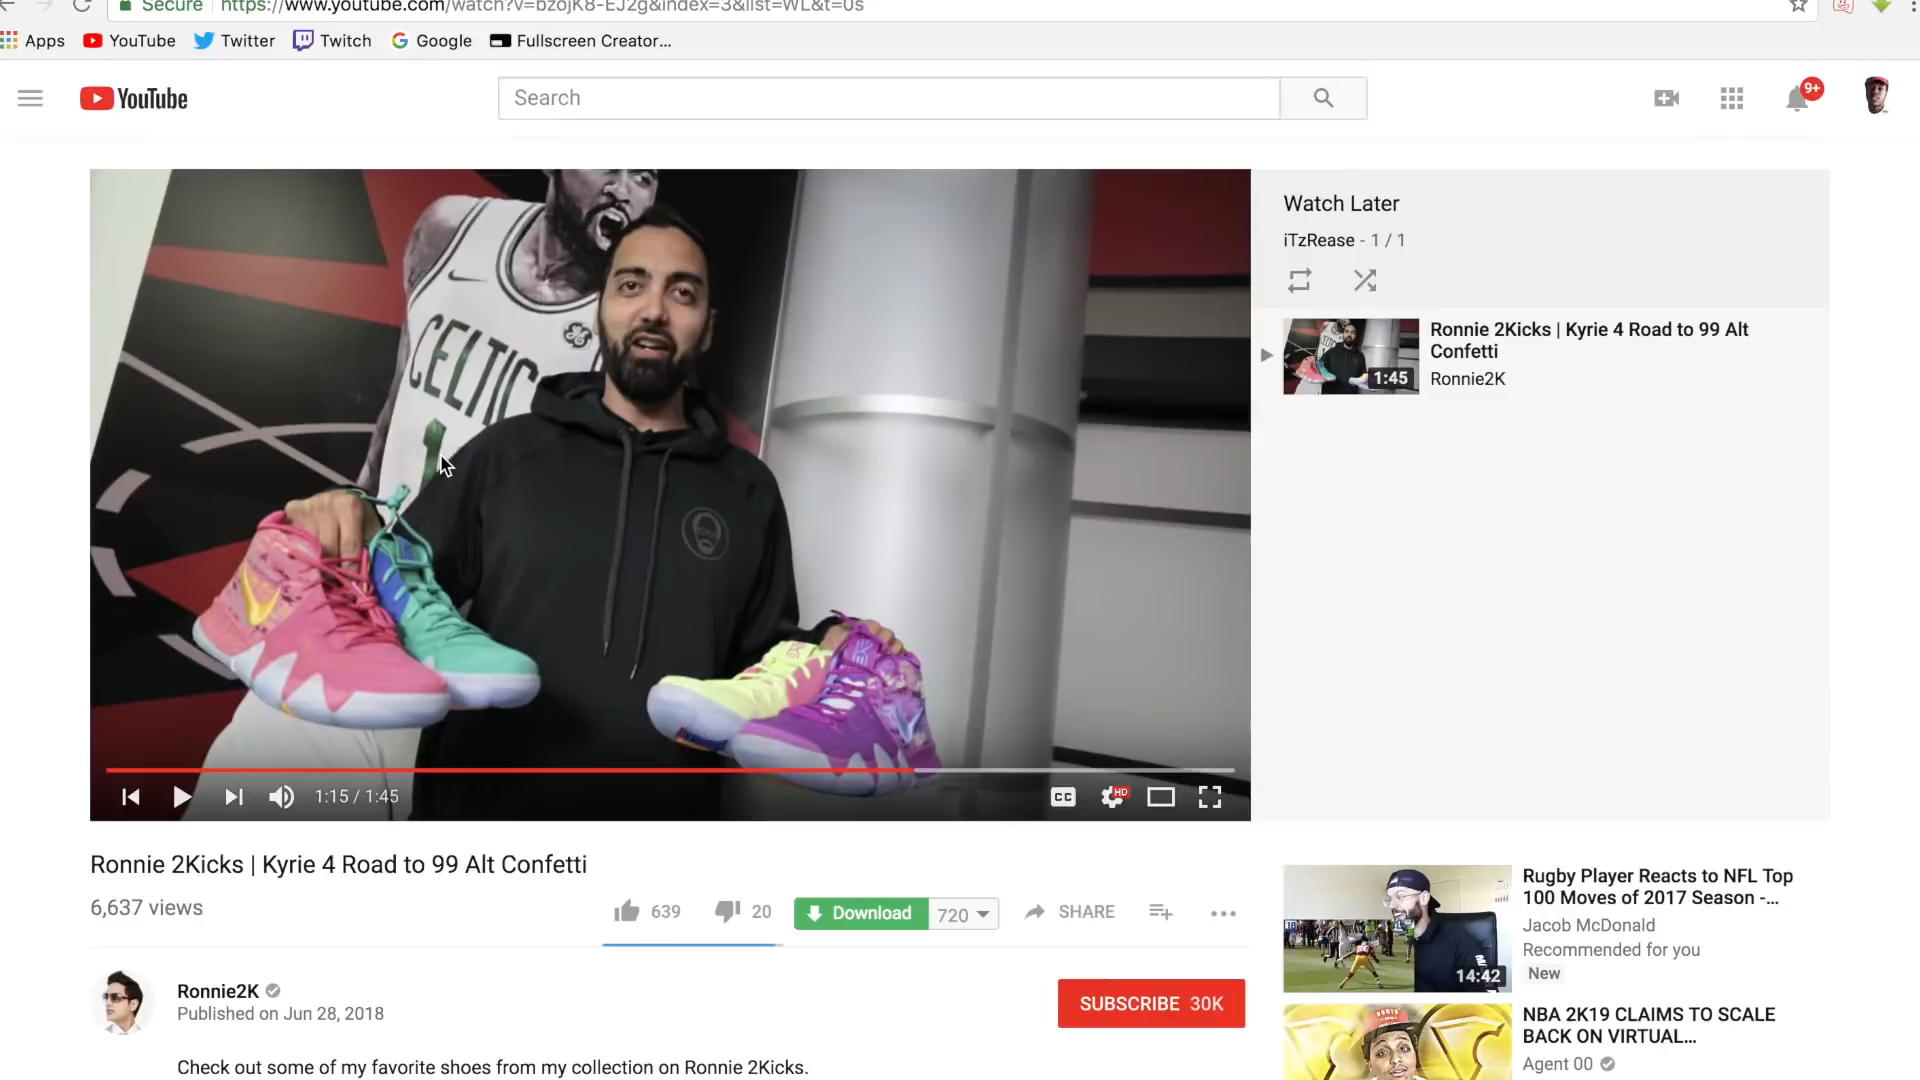 Secure https://www.youtube.com/watch?v=bzojK8-EJ2g&index=3&list=WL&t=0s
Apps YouTube Twitter Twitch Google Fullscreen Creator...
YouTube
Search
9+
CELTIC
1
1:15 / 1:45
CC
HD
Watch Later
iTzRease - 1 / 1
Ronnie 2Kicks | Kyrie 4 Road to 99 Alt
Confetti
Ronnie2K
1:45
Ronnie 2Kicks | Kyrie 4 Road to 99 Alt Confetti
6,637 views
639 20 Download 720 SHARE
Ronnie2K
Published on Jun 28, 2018
SUBSCRIBE 30K
Check out some of my favorite shoes from my collection on Ronnie 2Kicks.
Rugby Player Reacts to NFL Top
100 Moves of 2017 Season -...
Jacob McDonald
Recommended for you
New
14:42
NBA 2K19 CLAIMS TO SCALE
BACK ON VIRTUAL...
Agent 00